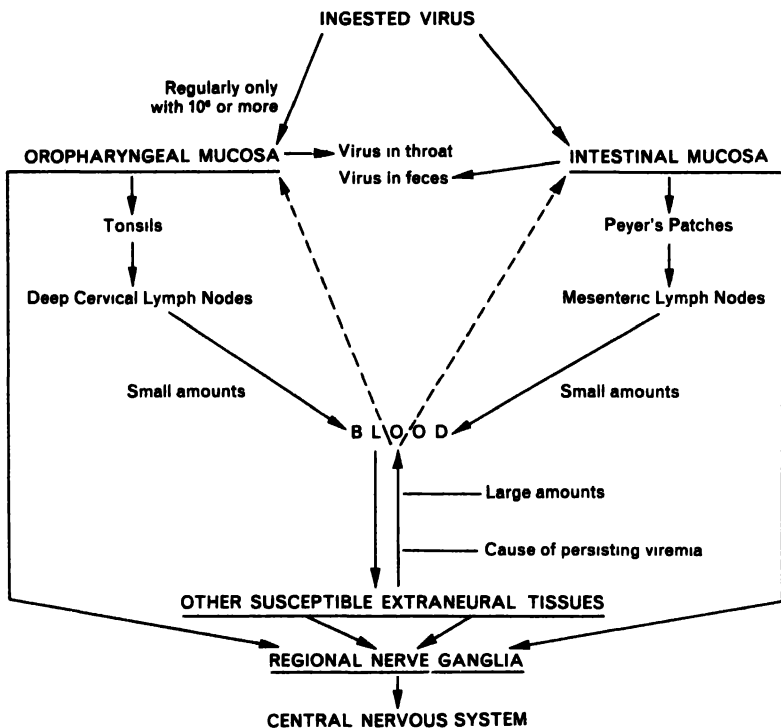 INGESTED VIRUS
Regularly only
with 10⁶ or more
OROPHARYNGEAL MUCOSA
Virus in throat
INTESTINAL MUCOSA
Virus in feces
Tonsils
Peyer's Patches
Deep Cervical Lymph Nodes
Mesenteric Lymph Nodes
Small amounts
Small amounts
BLOOD
Large amounts
Cause of persisting viremia
OTHER SUSCEPTIBLE EXTRANEURAL TISSUES
REGIONAL NERVE GANGLIA
CENTRAL NERVOUS SYSTEM